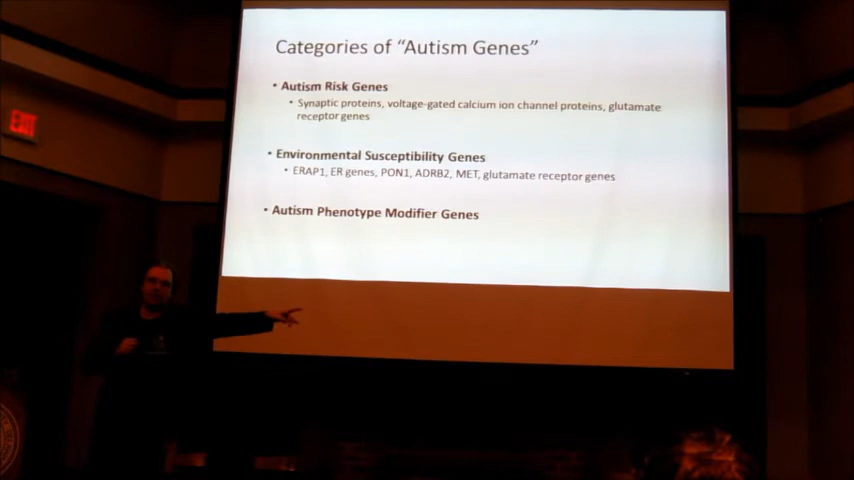 EXIT
Categories of “Autism Genes”
• Autism Risk Genes
• Synaptic proteins, voltage-gated calcium ion channel proteins, glutamate
receptor genes
• Environmental Susceptibility Genes
• ERAP1, ER genes, PON1, ADRB2, MET, glutamate receptor genes
• Autism Phenotype Modifier Genes